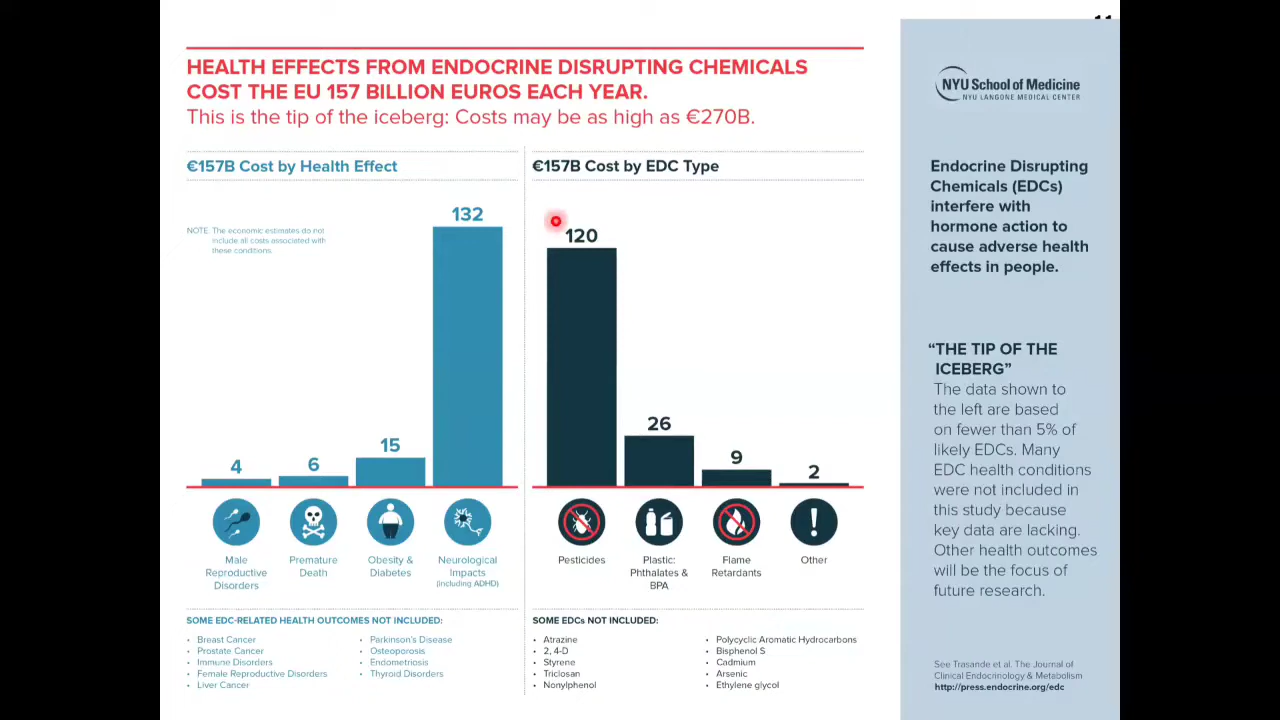 11
HEALTH EFFECTS FROM ENDOCRINE DISRUPTING CHEMICALS
COST THE EU 157 BILLION EUROS EACH YEAR.
This is the tip of the iceberg: Costs may be as high as €270B.
€157B Cost by Health Effect
NOTE: The economic estimates do not
include all costs associated with
these conditions.
4
6
15
132
Male
Reproductive
Disorders
Premature
Death
Obesity &
Diabetes
Neurological
Impacts
(Including ADHD)
SOME EDC-RELATED HEALTH OUTCOMES NOT INCLUDED:
• Breast Cancer
• Prostate Cancer
• Immune Disorders
• Female Reproductive Disorders
• Liver Cancer
• Parkinson's Disease
• Osteoporosis
• Endometriosis
• Thyroid Disorders
€157B Cost by EDC Type
120
26
9
2
Pesticides
Plastic:
Phthalates &
BPA
Flame
Retardants
Other
SOME EDCs NOT INCLUDED:
• Atrazine
• 2, 4-D
• Styrene
• Triclosan
• Nonylphenol
• Polycyclic Aromatic Hydrocarbons
• Bisphenol S
• Cadmium
• Arsenic
• Ethylene glycol
NYU School of Medicine
NYU LANGONE MEDICAL CENTER
Endocrine Disrupting
Chemicals (EDCs)
interfere with
hormone action to
cause adverse health
effects in people.
“THE TIP OF THE
ICEBERG”
The data shown to
the left are based
on fewer than 5% of
likely EDCs. Many
EDC health conditions
were not included in
this study because
key data are lacking.
Other health outcomes
will be the focus of
future research.
See Trasande et al. The Journal of
Clinical Endocrinology & Metabolism
http://press.endocrine.org/edc